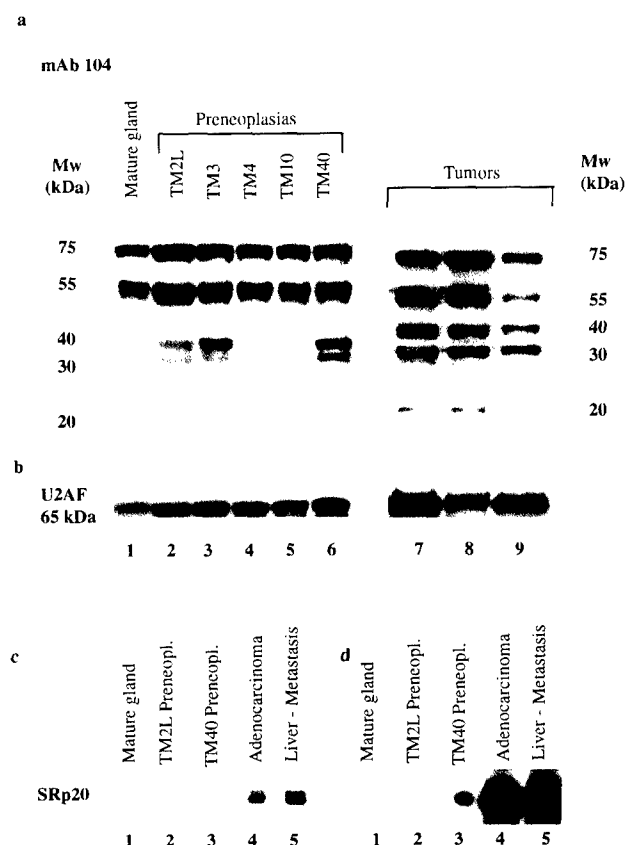 a
mAb 104
Preneoplasias
Mature gland
TM2L
TM3
TM4
TM10
TM40
Tumors
Mw
(kDa)
Mw
(kDa)
75
55
40
30
20
75
55
40
30
20
b
U2AF
65 kDa
1 2 3 4 5 6 7 8 9
c
Mature gland
TM2L Preneopl.
TM40 Preneopl.
Adenocarcinoma
Liver - Metastasis
d
Mature gland
TM2L Preneopl.
TM40 Preneopl.
Adenocarcinoma
Liver - Metastasis
SRp20
1 2 3 4 5 1 2 3 4 5